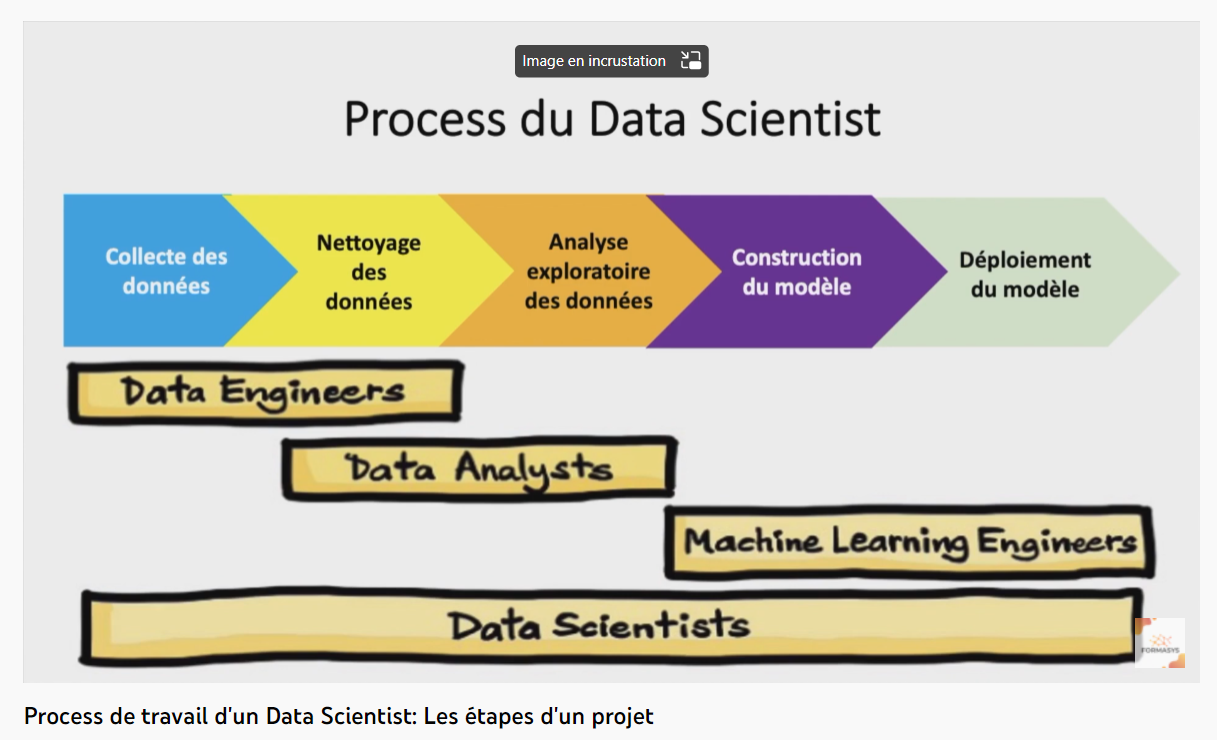 Image en incrustation
Process du Data Scientist
Collecte des
données
Nettoyage
des
données
Analyse
exploratoire
des données
Construction
du modèle
Déploiement
du modèle
Data Engineers
Data Analysts
Machine Learning Engineers
Data Scientists
FORMASYS
Process de travail d'un Data Scientist: Les étapes d'un projet